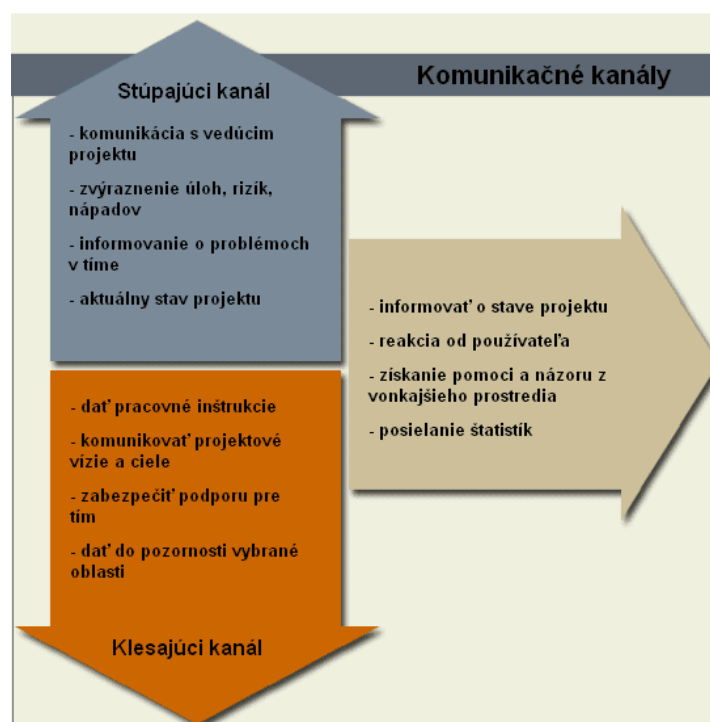 Komunikačné kanály
Stúpajúci kanál
- komunikácia s vedúcim
projektu
- zvýraznenie úloh, rizík,
nápadov
- informovanie o problémoch
v tíme
- aktuálny stav projektu
- informovať o stave projektu
- reakcia od používateľa
- získanie pomoci a názoru z
vonkajšieho prostredia
- posielanie štatistík
- dať pracovné inštrukcie
- komunikovať projektové
vízie a ciele
- zabezpečiť podporu pre
tím
- dať do pozornosti vybrané
oblasti
Klesajúci kanál